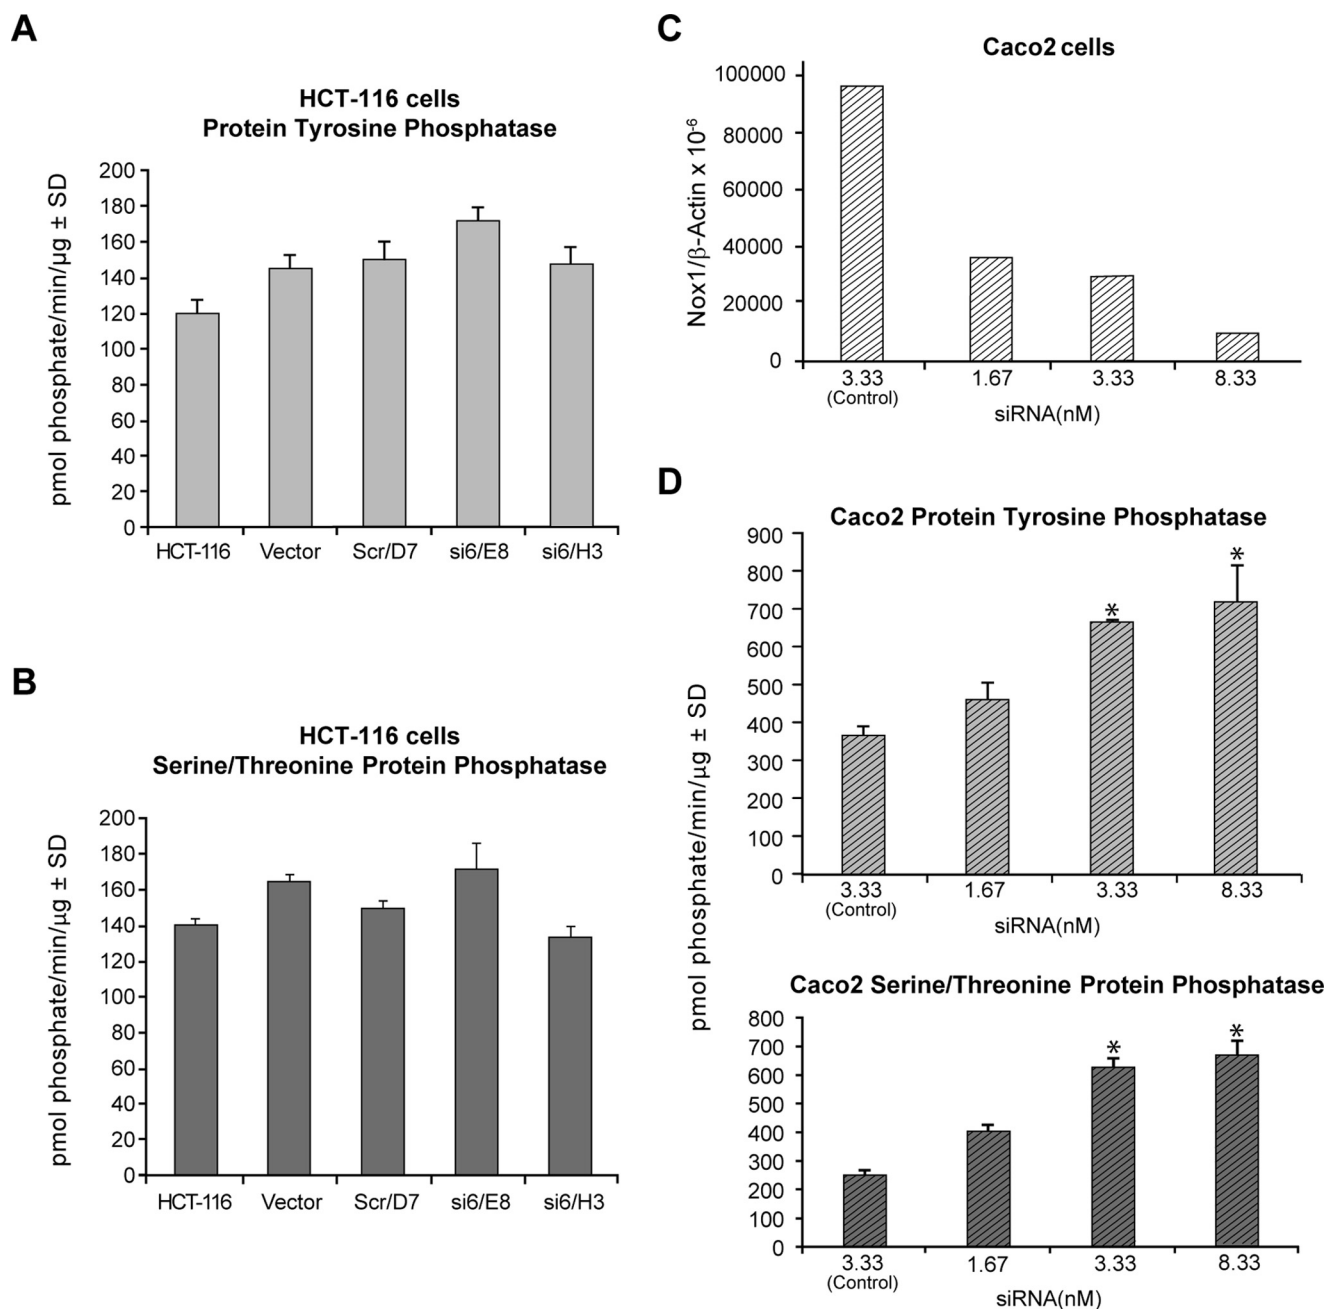 A
HCT-116 cells
Protein Tyrosine Phosphatase
pmol phosphate/min/µg ± SD
200
180
160
140
120
100
80
60
40
20
0
HCT-116 Vector Scr/D7 si6/E8 si6/H3
B
HCT-116 cells
Serine/Threonine Protein Phosphatase
pmol phosphate/min/µg ± SD
200
180
160
140
120
100
80
60
40
20
0
HCT-116 Vector Scr/D7 si6/E8 si6/H3
C
Caco2 cells
Nox1/β-Actin x 10⁻⁶
100000
80000
60000
40000
20000
0
3.33 1.67 3.33 8.33
(Control)
siRNA(nM)
D
Caco2 Protein Tyrosine Phosphatase
pmol phosphate/min/µg ± SD
900
800
700
600
500
400
300
200
100
0
* *
3.33 1.67 3.33 8.33
(Control)
siRNA(nM)
Caco2 Serine/Threonine Protein Phosphatase
800
700
600
500
400
300
200
100
0
* *
3.33 1.67 3.33 8.33
(Control)
siRNA(nM)